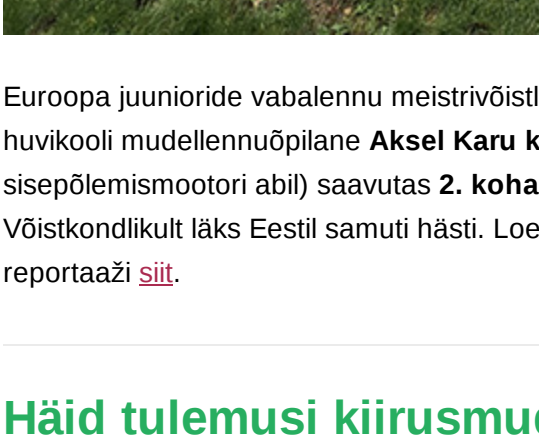 Euroopa juunioride vabalennu meistrivõistl
huvikooli mudellennuõpilane Aksel Karu k
sisepõlemismootori abil) saavutas 2. koha
Võistkondlikult läks Eestil samuti hästi. Loe
reportaaži siit.
Häid tulemusi kiirusmu